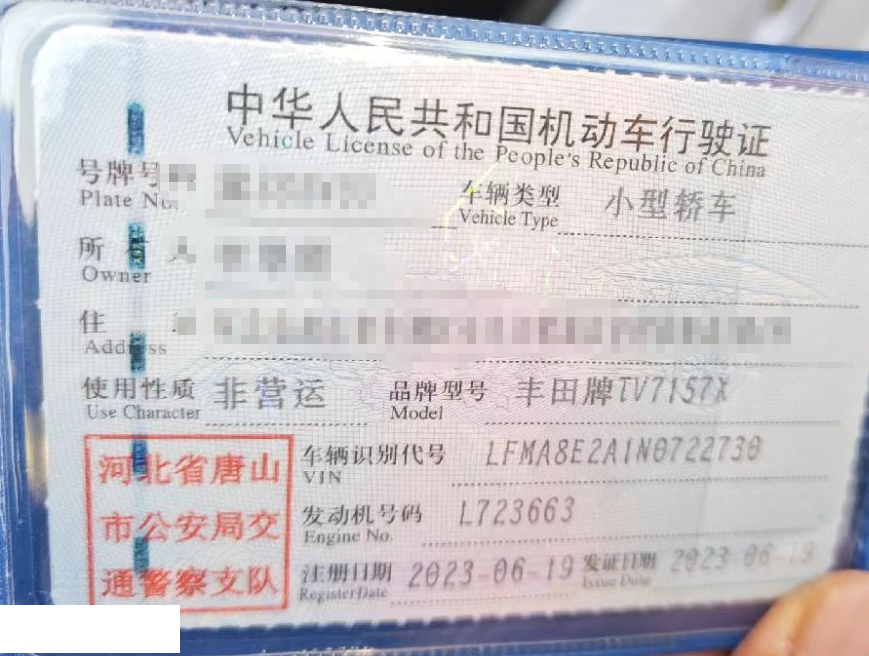 中华人民共和国机动车行驶证
Vehicle License of the People's Republic of China
号牌号
Plate No.
车辆类型 小型轿车
Vehicle Type
所有人
Owner
住
Address
使用性质 非营运
Use Character
品牌型号 丰田牌TV7157X
Model
河北省唐山
市公安局交
通警察支队
车辆识别代号 LFMA8E2A1N0722730
VIN
发动机号码 L723663
Engine No.
注册日期 2023-06-19
Register Date
发证日期 2023-06-19
Issue Date